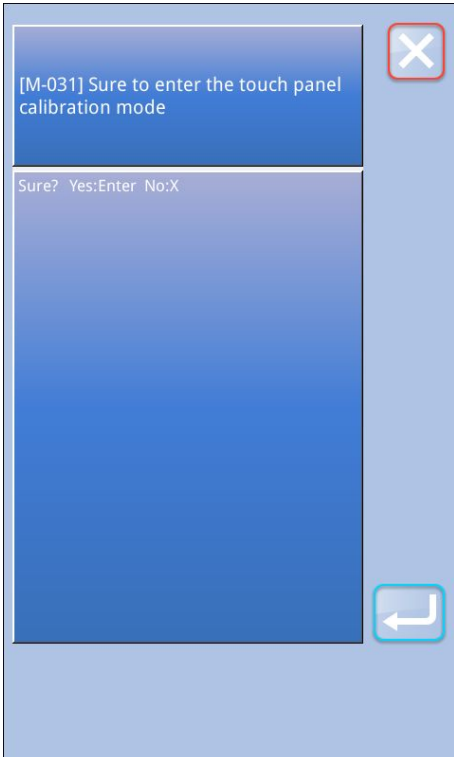 [M-031] Sure to enter the touch panel
calibration mode
Sure?  Yes:Enter  No:X